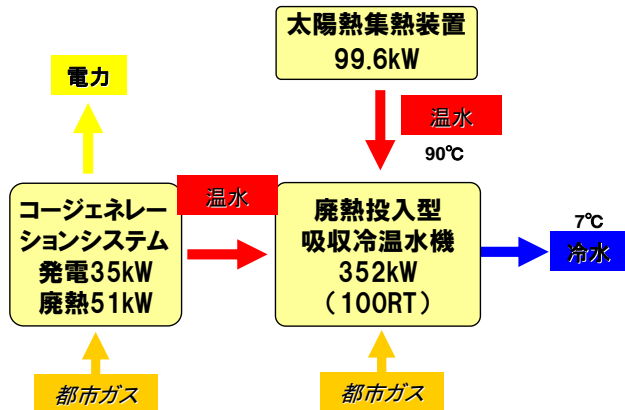 太陽熱集熱装置
99.6kW
電力
温水
90℃
温水
コージェネレー
ションシステム
発電35kW
廃熱51kW
廃熱投入型
吸収冷温水機
352kW
(100RT)
7℃
冷水
都市ガス
都市ガス